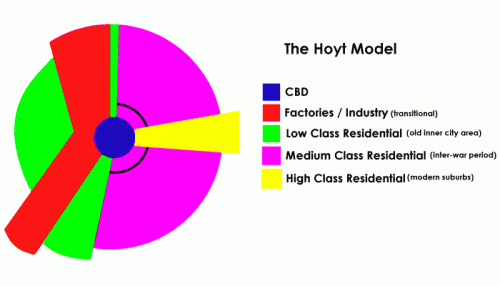 The Hoyt Model
CBD
Factories / Industry (transitional)
Low Class Residential (old inner city area)
Medium Class Residential (inter-war period)
High Class Residential (modern suburbs)